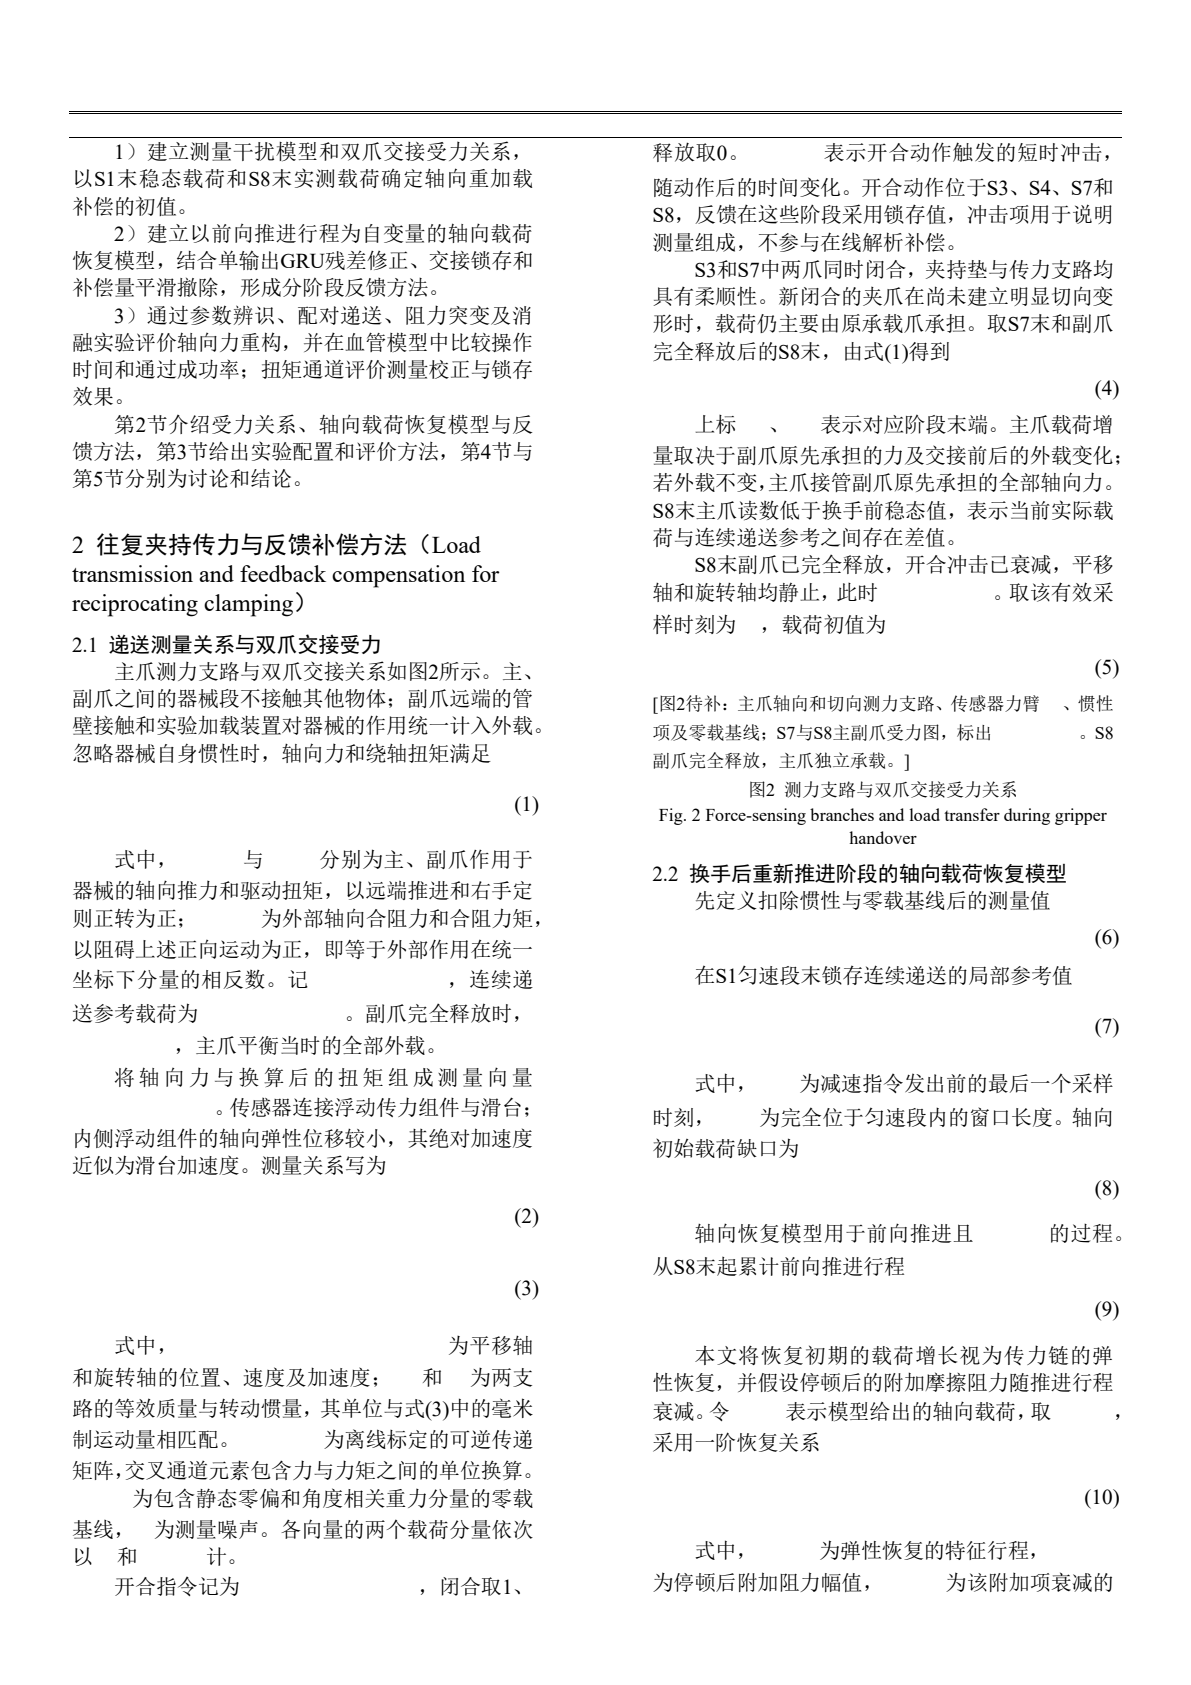 1）建立测量干扰模型和双爪交接受力关系，
以S1末稳态载荷和S8末实测载荷确定轴向重加载
补偿的初值。
2）建立以前向推进行程为自变量的轴向载荷
恢复模型，结合单输出GRU残差修正、交接锁存和
补偿量平滑撤除，形成分阶段反馈方法。
3）通过参数辨识、配对递送、阻力突变及消
融实验评价轴向力重构，并在血管模型中比较操作
时间和通过成功率；扭矩通道评价测量校正与锁存
效果。
第2节介绍受力关系、轴向载荷恢复模型与反
馈方法，第3节给出实验配置和评价方法，第4节与
第5节分别为讨论和结论。
2 往复夹持传力与反馈补偿方法（Load
transmission and feedback compensation for
reciprocating clamping）
2.1 递送测量关系与双爪交接受力
主爪测力支路与双爪交接关系如图2所示。主、
副爪之间的器械段不接触其他物体；副爪远端的管
壁接触和实验加载装置对器械的作用统一计入外载。
忽略器械自身惯性时，轴向力和绕轴扭矩满足
(1)
式中， 与 分别为主、副爪作用于
器械的轴向推力和驱动扭矩，以远端推进和右手定
则正转为正； 为外部轴向合阻力和合阻力矩，
以阻碍上述正向运动为正，即等于外部作用在统一
坐标下分量的相反数。记 ，连续递
送参考载荷为 。副爪完全释放时，
，主爪平衡当时的全部外载。
将轴向力与换算后的扭矩组成测量向量
。传感器连接浮动传力组件与滑台；
内侧浮动组件的轴向弹性位移较小，其绝对加速度
近似为滑台加速度。测量关系写为
(2)
(3)
式中， 为平移轴
和旋转轴的位置、速度及加速度； 和 为两支
路的等效质量与转动惯量，其单位与式(3)中的毫米
制运动量相匹配。 为离线标定的可逆传递
矩阵，交叉通道元素包含力与力矩之间的单位换算。
为包含静态零偏和角度相关重力分量的零载
基线， 为测量噪声。各向量的两个载荷分量依次
以 和 计。
开合指令记为 ，闭合取1、
释放取0。 表示开合动作触发的短时冲击，
随动作后的时间变化。开合动作位于S3、S4、S7和
S8，反馈在这些阶段采用锁存值，冲击项用于说明
测量组成，不参与在线解析补偿。
S3和S7中两爪同时闭合，夹持垫与传力支路均
具有柔顺性。新闭合的夹爪在尚未建立明显切向变
形时，载荷仍主要由原承载爪承担。取S7末和副爪
完全释放后的S8末，由式(1)得到
(4)
上标 、 表示对应阶段末端。主爪载荷增
量取决于副爪原先承担的力及交接前后的外载变化；
若外载不变，主爪接管副爪原先承担的全部轴向力。
S8末主爪读数低于换手前稳态值，表示当前实际载
荷与连续递送参考之间存在差值。
S8末副爪已完全释放，开合冲击已衰减，平移
轴和旋转轴均静止，此时 。取该有效采
样时刻为 ，载荷初值为
(5)
[图2待补：主爪轴向和切向测力支路、传感器力臂 、惯性
项及零载基线；S7与S8主副爪受力图，标出 。S8
副爪完全释放，主爪独立承载。]
图2 测力支路与双爪交接受力关系
Fig. 2 Force-sensing branches and load transfer during gripper
handover
2.2 换手后重新推进阶段的轴向载荷恢复模型
先定义扣除惯性与零载基线后的测量值
(6)
在S1匀速段末锁存连续递送的局部参考值
(7)
式中， 为减速指令发出前的最后一个采样
时刻， 为完全位于匀速段内的窗口长度。轴向
初始载荷缺口为
(8)
轴向恢复模型用于前向推进且 的过程。
从S8末起累计前向推进行程
(9)
本文将恢复初期的载荷增长视为传力链的弹
性恢复，并假设停顿后的附加摩擦阻力随推进行程
衰减。令 表示模型给出的轴向载荷，取 ，
采用一阶恢复关系
(10)
式中， 为弹性恢复的特征行程，
为停顿后附加阻力幅值， 为该附加项衰减的